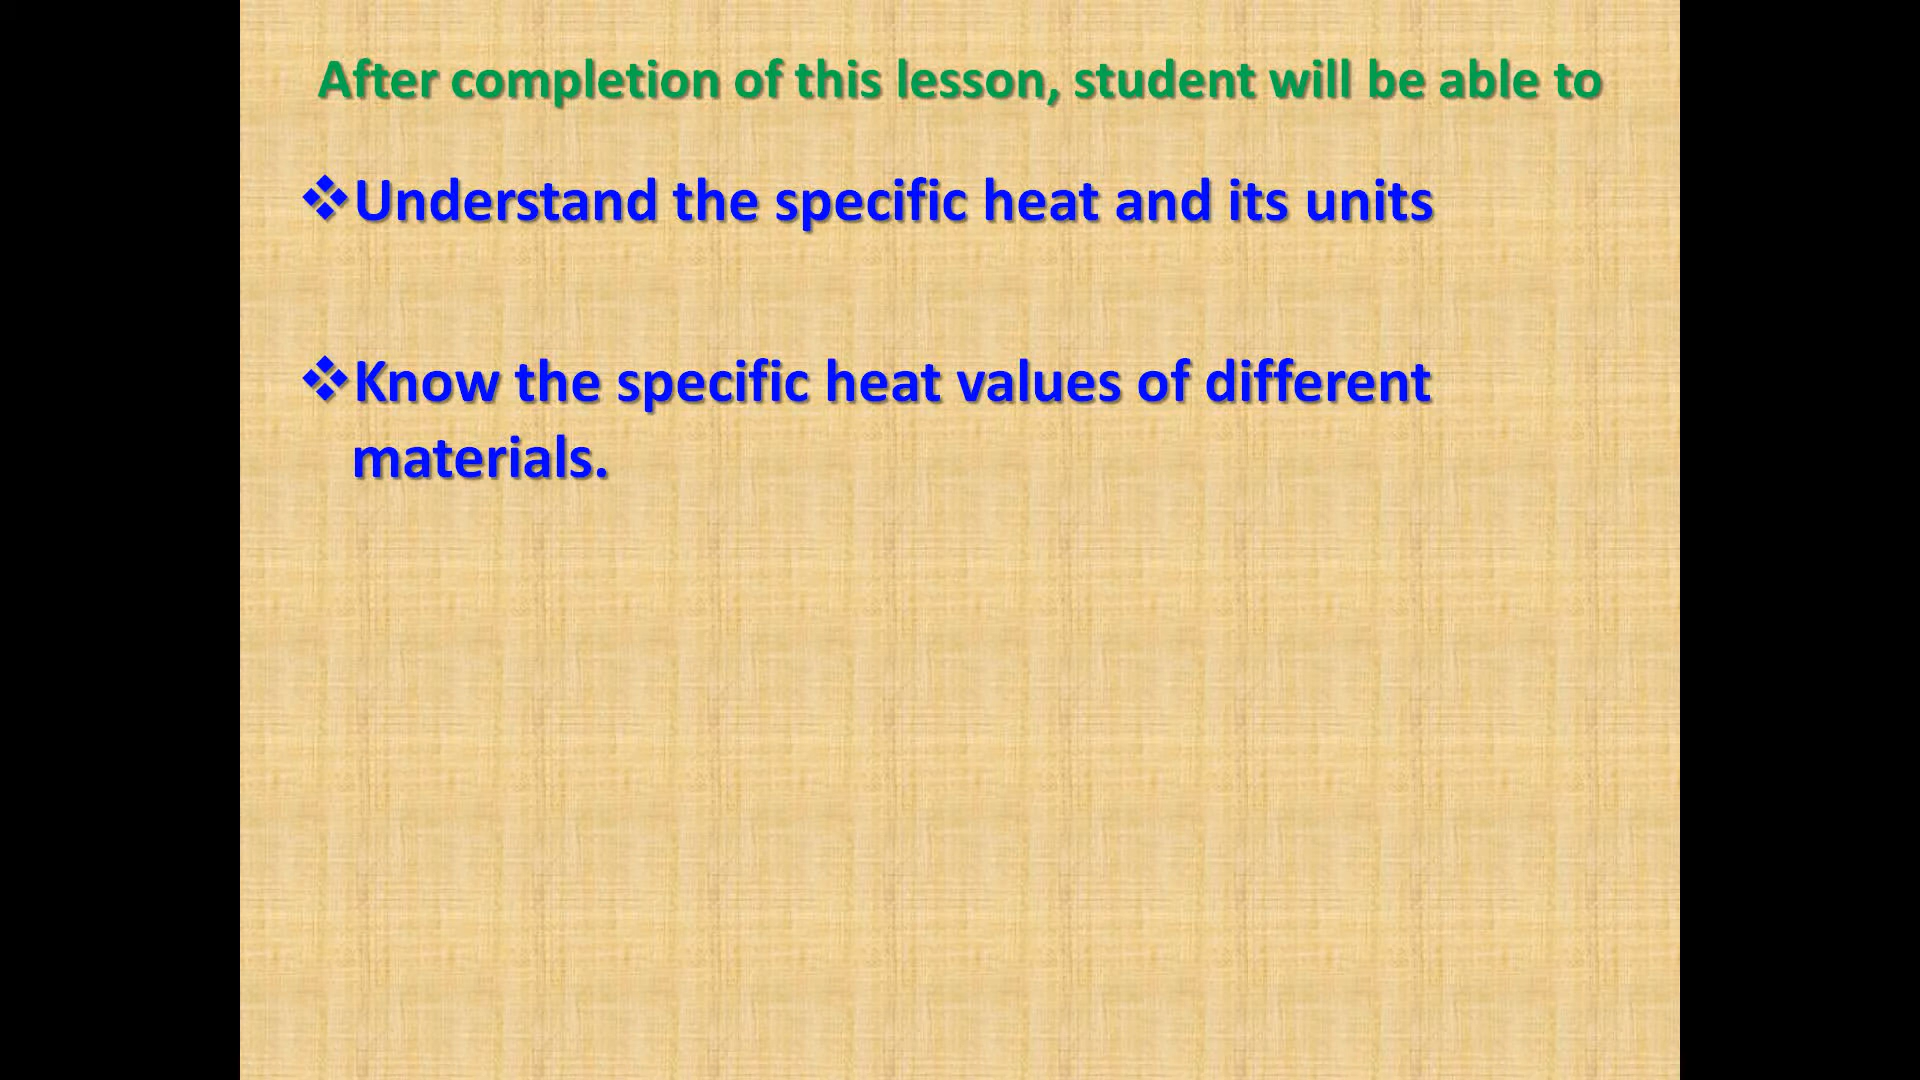 After completion of this lesson, student will be able to
❖Understand the specific heat and its units
❖Know the specific heat values of different
materials.